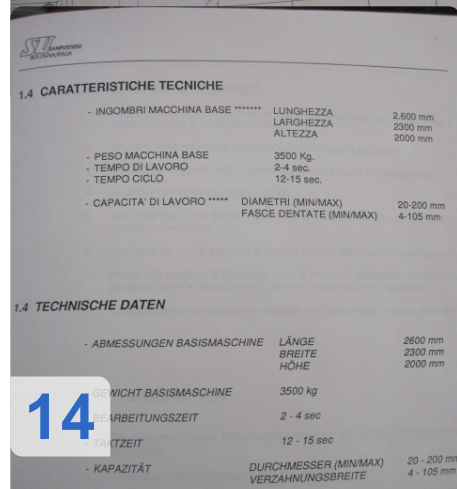 SU SAMPUTENSILI
BOLOGNA/ITALIA
1.4 CARATTERISTICHE TECNICHE
- INGOMBRI MACCHINA BASE ******* LUNGHEZZA 2.600 mm
LARGHEZZA 2300 mm
ALTEZZA 2000 mm
- PESO MACCHINA BASE 3500 Kg.
- TEMPO DI LAVORO 2-4 sec.
- TEMPO CICLO 12-15 sec.
- CAPACITA' DI LAVORO ***** DIAMETRI (MIN/MAX) 20-200 mm
FASCE DENTATE (MIN/MAX) 4-105 mm
1.4 TECHNISCHE DATEN
- ABMESSUNGEN BASISMASCHINE LÄNGE 2600 mm
BREITE 2300 mm
HÖHE 2000 mm
GEWICHT BASISMASCHINE 3500 kg
BEARBEITUNGSZEIT 2 - 4 sec
- TAKTZEIT 12 - 15 sec
- KAPAZITÄT DURCHMESSER (MIN/MAX) 20 - 200 mm
VERZAHNUNGSBREITE 4 - 105 mm
14